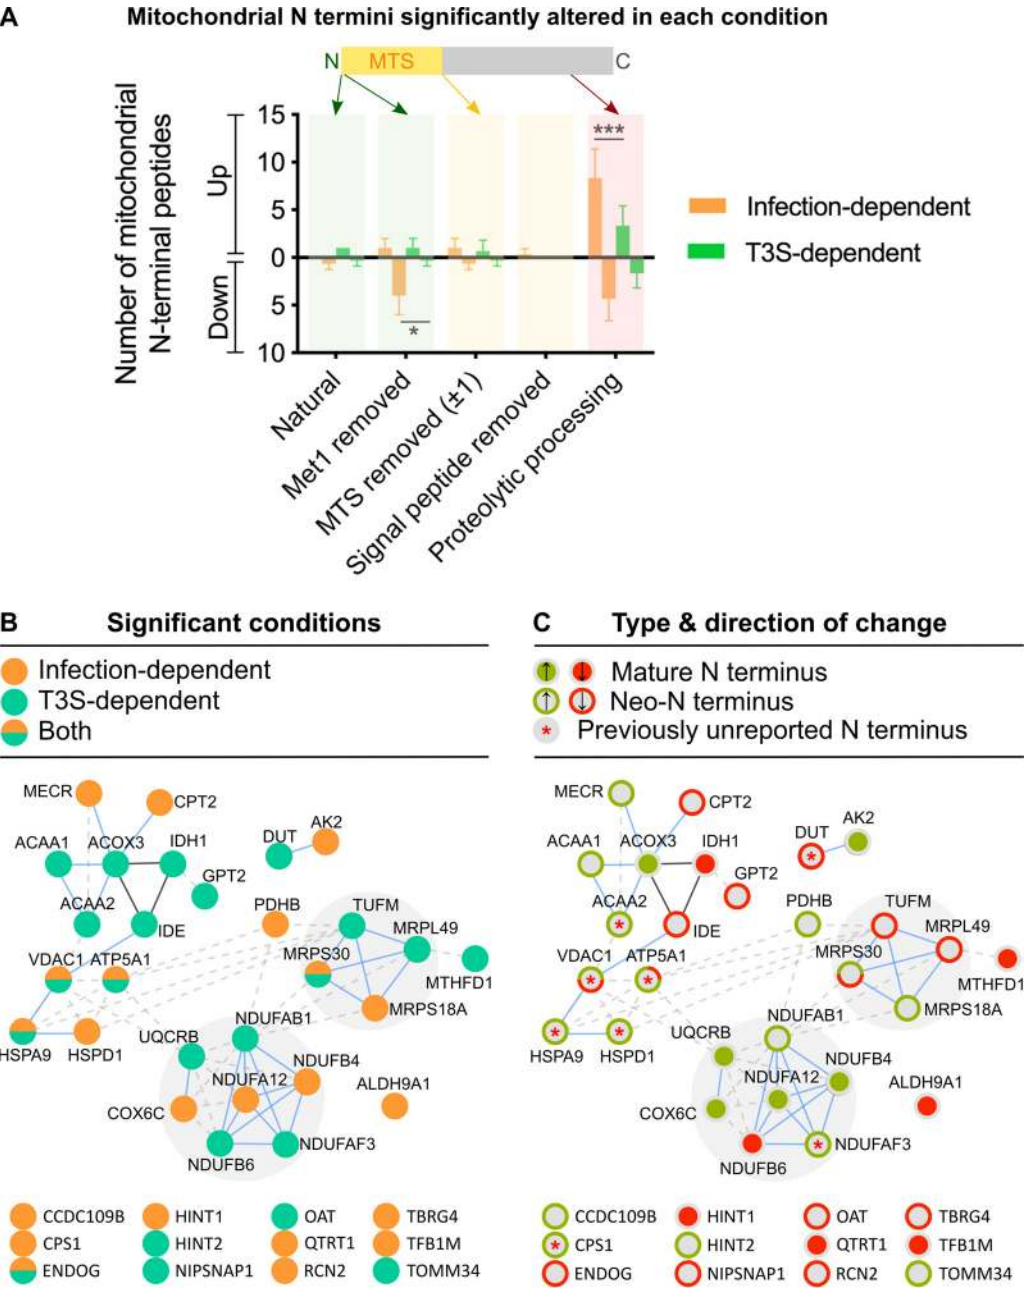 A
Mitochondrial N termini significantly altered in each condition
N
MTS
C
Number of mitochondrial
N-terminal peptides
Up
Down
15
10
5
0
5
10
***
*
Infection-dependent
T3S-dependent
Natural
Met1 removed
MTS removed (±1)
Signal peptide removed
Proteolytic processing
B
Significant conditions
Infection-dependent
T3S-dependent
Both
MECR
CPT2
ACAA1
ACOX3
IDH1
DUT
AK2
GPT2
ACAA2
IDE
PDHB
TUFM
MRPL49
VDAC1
ATP5A1
MRPS30
MTHFD1
MRPS18A
HSPA9
HSPD1
UQCRB
NDUFAB1
NDUFB4
NDUFA12
ALDH9A1
COX6C
NDUFAF3
NDUFB6
CCDC109B
HINT1
OAT
TBRG4
CPS1
HINT2
QTRT1
TFB1M
ENDOG
NIPSNAP1
RCN2
TOMM34
C
Type & direction of change
↑ ↓ Mature N terminus
↑ ↓ Neo-N terminus
* Previously unreported N terminus
MECR
CPT2
ACAA1
ACOX3
IDH1
DUT
*
AK2
GPT2
ACAA2
*
IDE
PDHB
TUFM
MRPL49
VDAC1
*
ATP5A1
*
MRPS30
MTHFD1
MRPS18A
HSPA9
*
HSPD1
*
UQCRB
NDUFAB1
NDUFB4
NDUFA12
ALDH9A1
COX6C
*
NDUFAF3
NDUFB6
CCDC109B
HINT1
OAT
TBRG4
* CPS1
HINT2
QTRT1
TFB1M
ENDOG
NIPSNAP1
RCN2
TOMM34